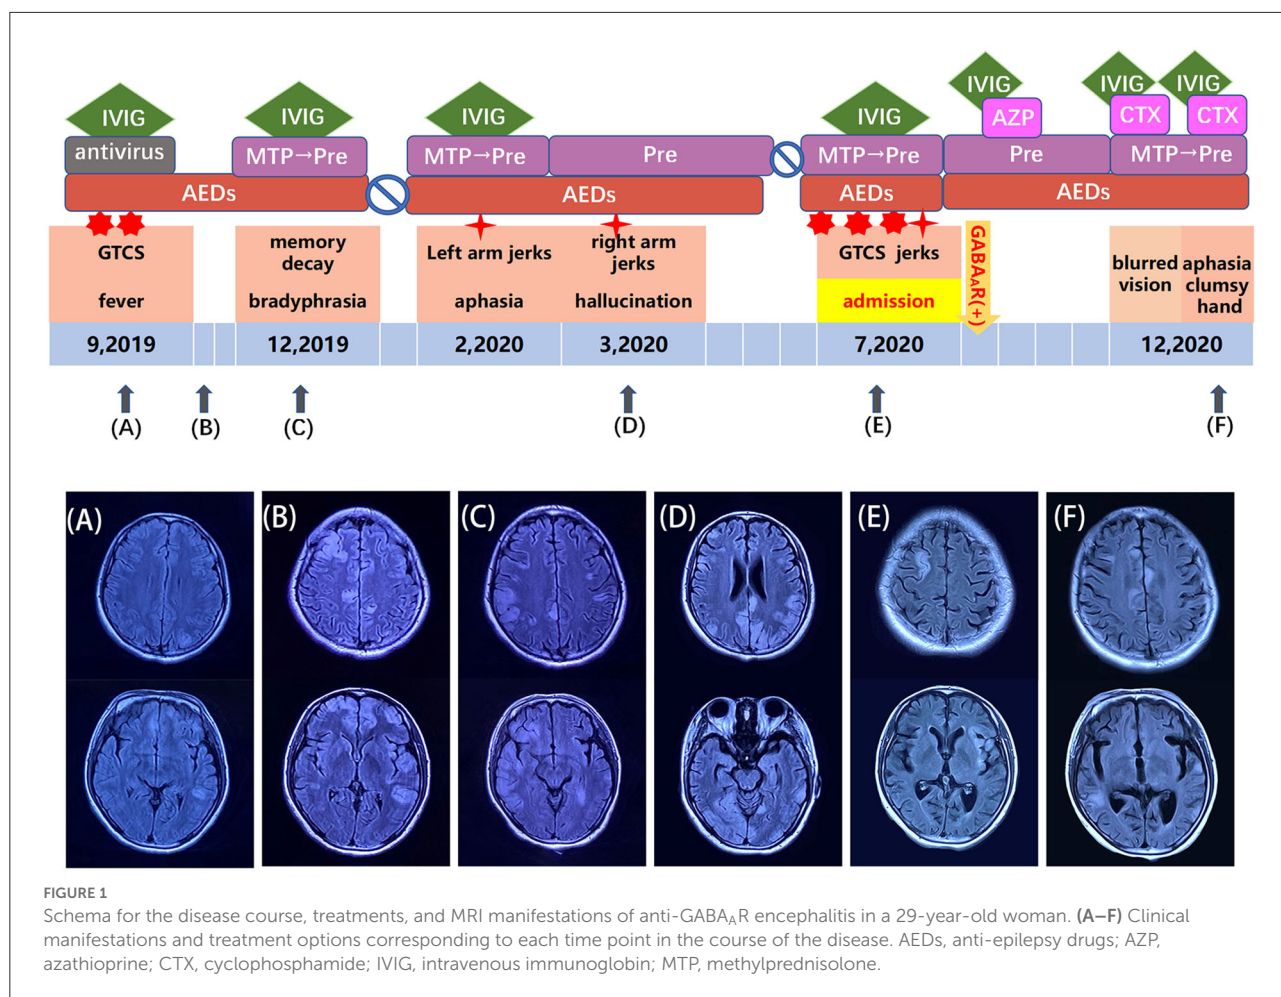 IVIG IVIG IVIG IVIG IVIG IVIG IVIG
AZP CTX CTX
antivirus MTP→Pre MTP→Pre Pre MTP→Pre Pre MTP→Pre
AEDs AEDs AEDs AEDs
GTCS memory decay Left arm jerks right arm jerks GTCS jerks GABAAR(+) blurred vision aphasia clumsy hand
fever bradyphrasia aphasia hallucination admission
9,2019 12,2019 2,2020 3,2020 7,2020 12,2020
(A) (B) (C) (D) (E) (F)
(A) (B) (C) (D) (E) (F)
FIGURE 1
Schema for the disease course, treatments, and MRI manifestations of anti-GABAAR encephalitis in a 29-year-old woman. (A–F) Clinical
manifestations and treatment options corresponding to each time point in the course of the disease. AEDs, anti-epilepsy drugs; AZP,
azathioprine; CTX, cyclophosphamide; IVIG, intravenous immunoglobin; MTP, methylprednisolone.